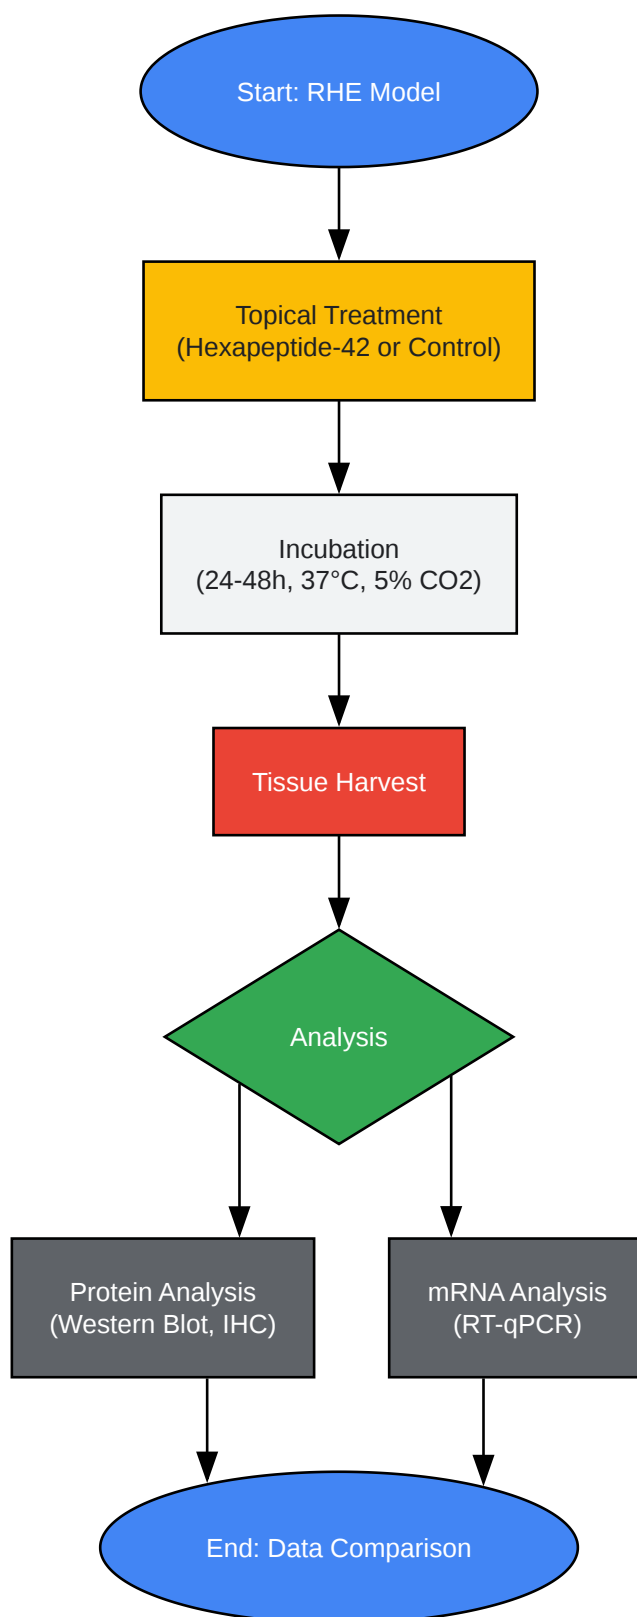 Start: RHE Model
Topical Treatment
(Hexapeptide-42 or Control)
Incubation
(24-48h, 37°C, 5% CO2)
Tissue Harvest
Analysis
Protein Analysis
(Western Blot, IHC)
mRNA Analysis
(RT-qPCR)
End: Data Comparison